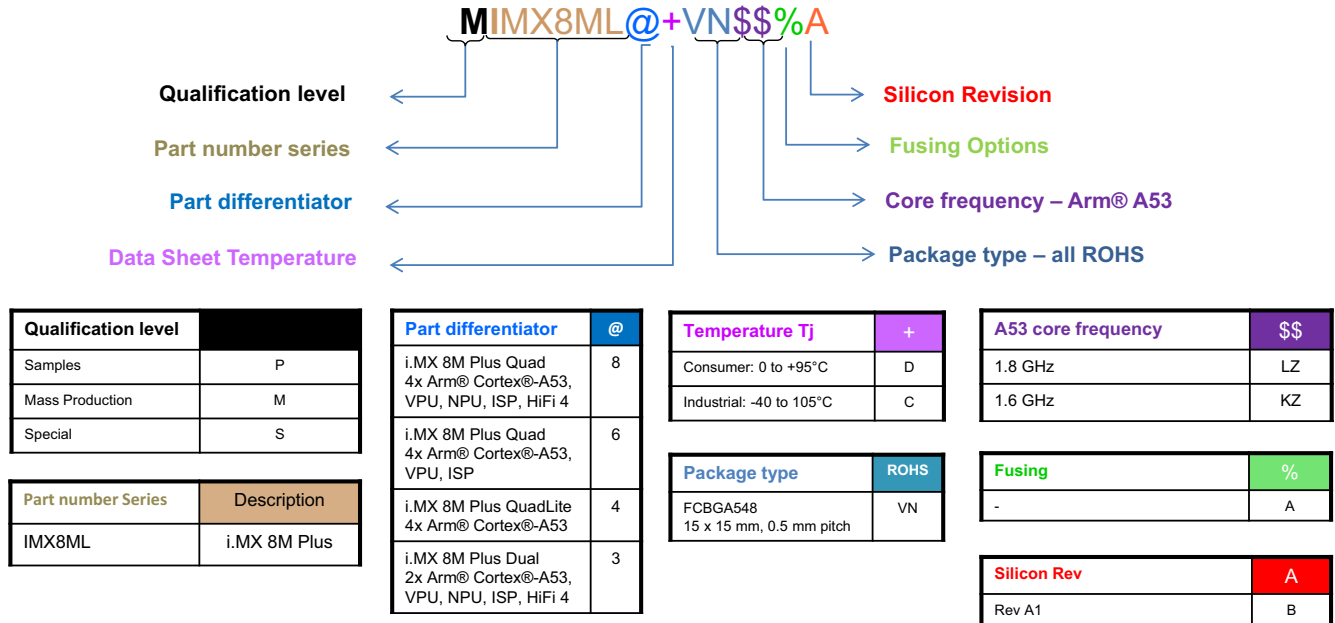 MIMX8ML@+VN$$%A
Qualification level
Silicon Revision
Part number series
Fusing Options
Part differentiator
Core frequency – Arm® A53
Data Sheet Temperature
Package type – all ROHS
Qualification level
Samples P
Mass Production M
Special S
Part number Series Description
IMX8ML i.MX 8M Plus
Part differentiator @
i.MX 8M Plus Quad 8
4x Arm® Cortex®-A53,
VPU, NPU, ISP, HiFi 4
i.MX 8M Plus Quad 6
4x Arm® Cortex®-A53,
VPU, ISP
i.MX 8M Plus QuadLite 4
4x Arm® Cortex®-A53
i.MX 8M Plus Dual 3
2x Arm® Cortex®-A53,
VPU, NPU, ISP, HiFi 4
Temperature Tj +
Consumer: 0 to +95°C D
Industrial: -40 to 105°C C
Package type ROHS
FCBGA548 VN
15 x 15 mm, 0.5 mm pitch
A53 core frequency $$
1.8 GHz LZ
1.6 GHz KZ
Fusing %
- A
Silicon Rev A
Rev A1 B